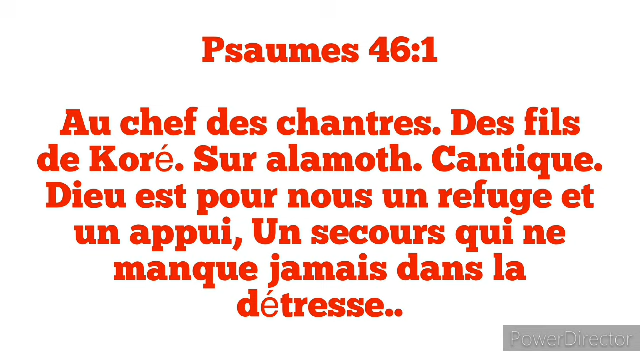 Psaumes 46:1
Au chef des chantres. Des fils
de Koré. Sur alamoth. Cantique.
Dieu est pour nous un refuge et
un appui, Un secours qui ne
manque jamais dans la
détresse..
PowerDirector